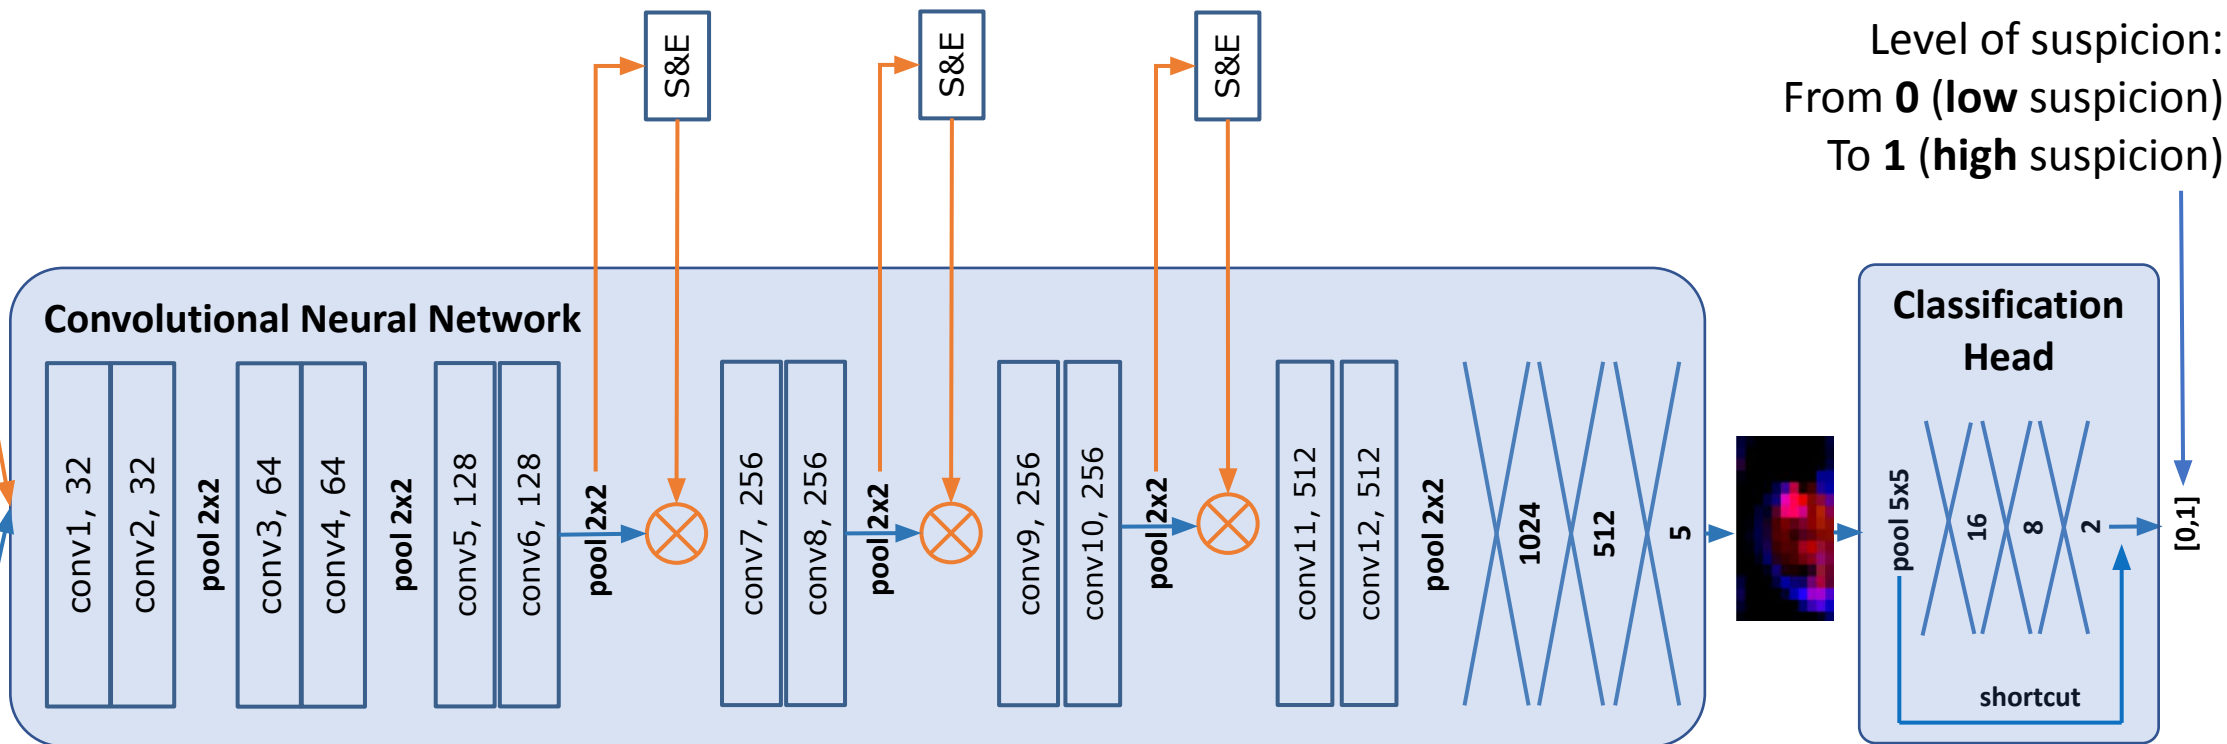 S&E
S&E
S&E
Level of suspicion:
From 0 (low suspicion)
To 1 (high suspicion)
Convolutional Neural Network
conv1, 32
conv2, 32
pool 2x2
conv3, 64
conv4, 64
pool 2x2
conv5, 128
conv6, 128
pool 2x2
conv7, 256
conv8, 256
pool 2x2
conv9, 256
conv10, 256
pool 2x2
conv11, 512
conv12, 512
pool 2x2
1024
512
5
Classification
Head
pool 5x5
16
8
2
shortcut
[0,1]